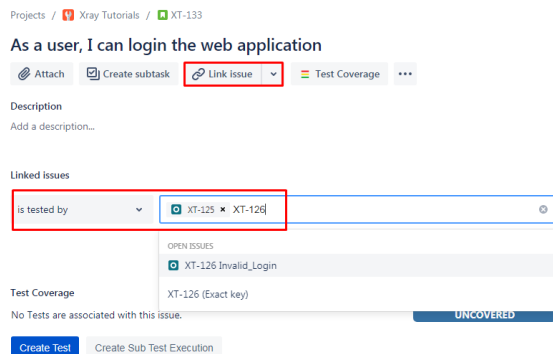 Projects / Xray Tutorials / XT-133
As a user, I can login the web application
Attach Create subtask Link issue Test Coverage
Description
Add a description...
Linked issues
is tested by XT-125 × XT-126
OPEN ISSUES
XT-126 Invalid_Login
XT-126 (Exact key)
Test Coverage
No Tests are associated with this issue.
UNCOVERED
Create Test Create Sub Test Execution